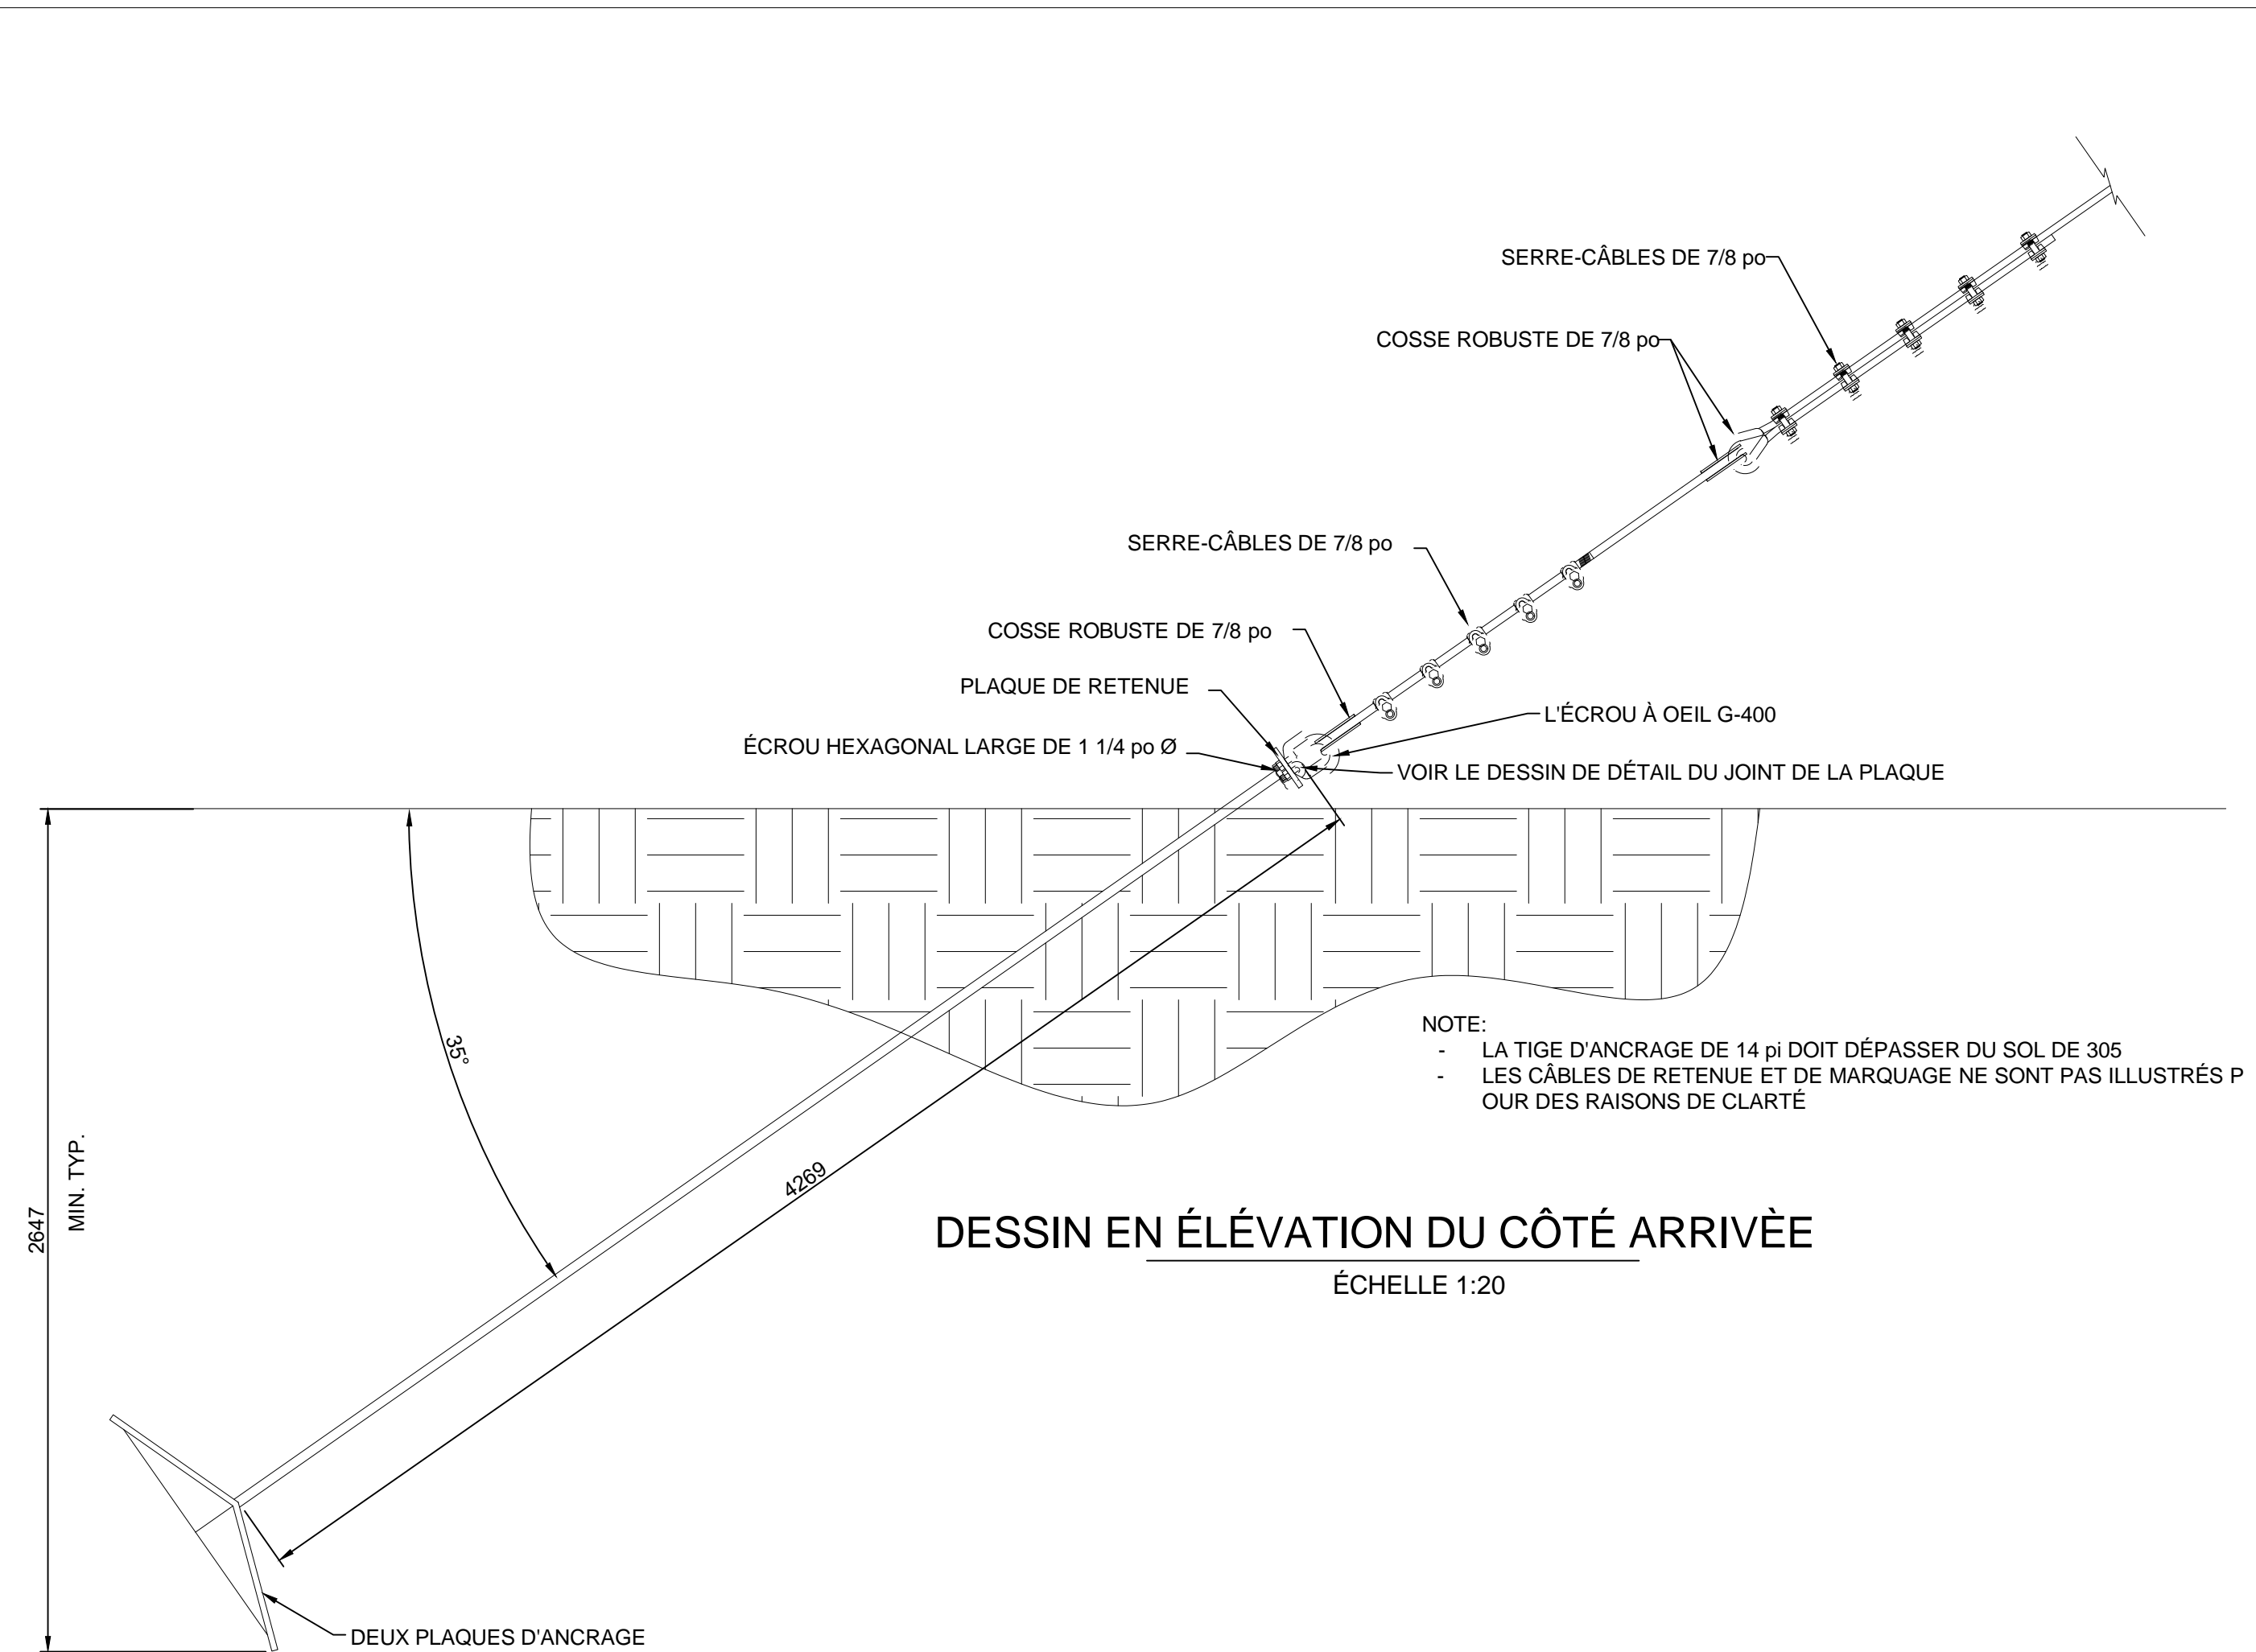 SERRE-CÂBLES DE 7/8 po
COSSE ROBUSTE DE 7/8 po
SERRE-CÂBLES DE 7/8 po
COSSE ROBUSTE DE 7/8 po
PLAQUE DE RETENUE
L'ÉCROU À OEIL G-400
ÉCROU HEXAGONAL LARGE DE 1 1/4 po Ø
VOIR LE DESSIN DE DÉTAIL DU JOINT DE LA PLAQUE
35°
NOTE:
- LA TIGE D'ANCRAGE DE 14 pi DOIT DÉPASSER DU SOL DE 305
- LES CÂBLES DE RETENUE ET DE MARQUAGE NE SONT PAS ILLUSTRÉS P
OUR DES RAISONS DE CLARTÉ
4269
2647
MIN. TYP.
DESSIN EN ÉLÉVATION DU CÔTÉ ARRIVÈE
ÉCHELLE 1:20
DEUX PLAQUES D'ANCRAGE